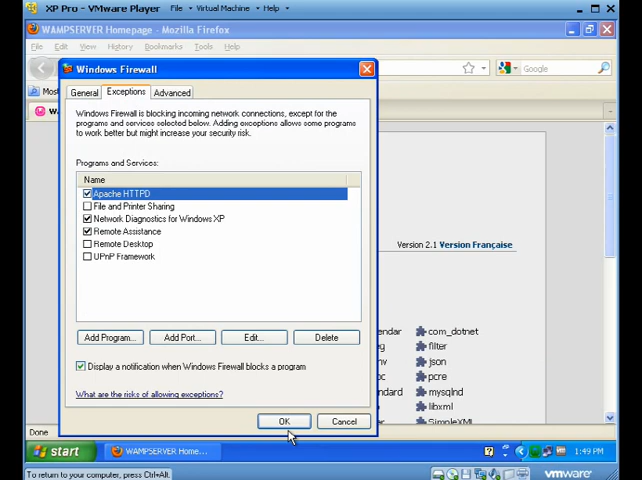 XP Pro - VMware Player File Virtual Machine Help
WAMPSERVER Homepage - Mozilla Firefox
File Edit View History Bookmarks Tools Help
Google
Windows Firewall
Mos
General Exceptions Advanced
W
Windows Firewall is blocking incoming network connections, except for the
programs and services selected below. Adding exceptions allows some programs
to work better but might increase your security risk.
Programs and Services:
Name
Apache HTTPD
File and Printer Sharing
Network Diagnostics for Windows XP
Remote Assistance
Remote Desktop
UPnP Framework
Version 2.1 Version Française
endar com_dotnet
eg filter
json
pcre
ndard mysqlnd
libxml
SimpleXML
Add Program... Add Port... Edit... Delete
Display a notification when Windows Firewall blocks a program
What are the risks of allowing exceptions?
OK Cancel
Done
start WAMPSERVER Home... ? 1:49 PM
To return to your computer, press Ctrl+Alt. vmware